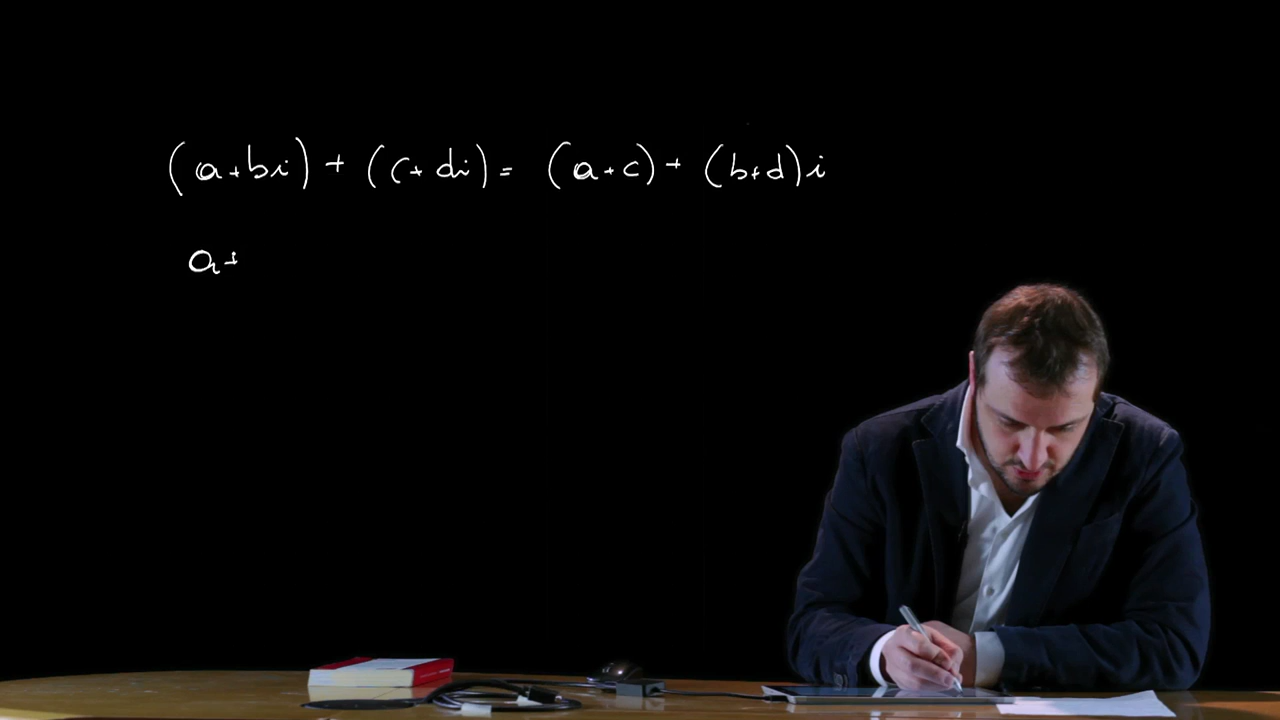 (a+bi) + (c+di) = (a+c) + (b+d)i
a+